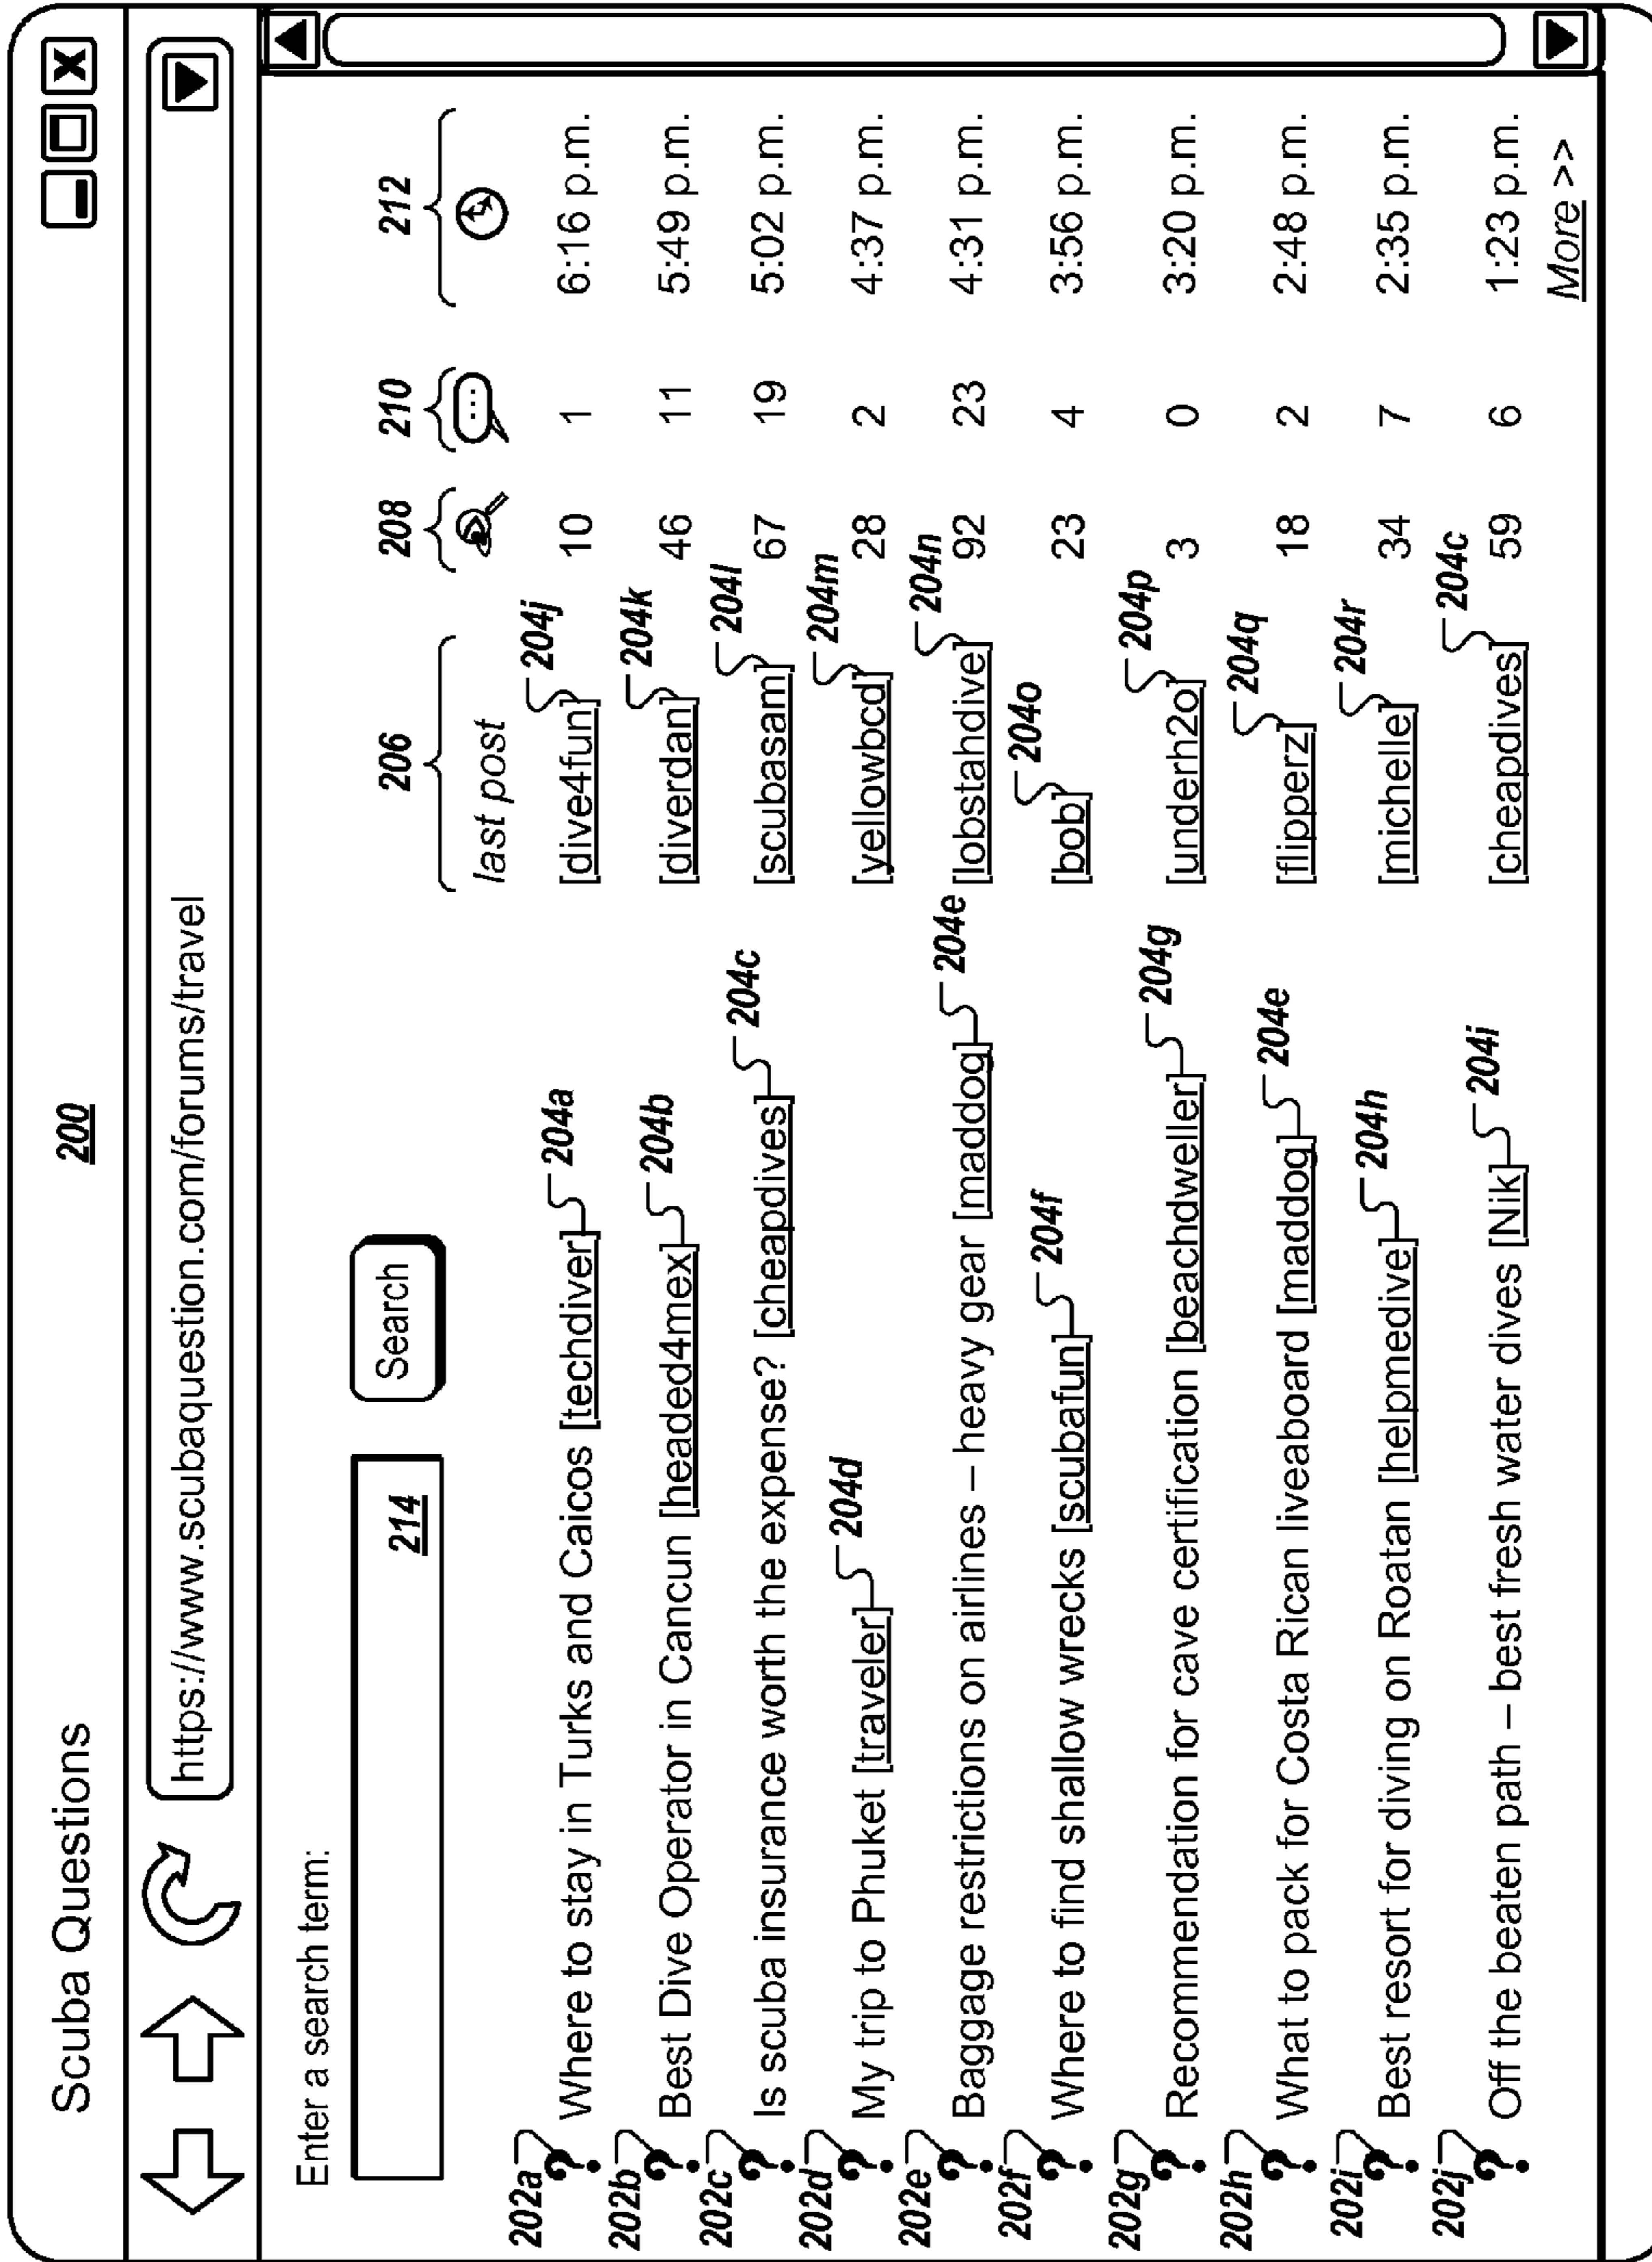 200
Scuba Questions
https://www.scubaquestion.com/forums/travel
Enter a search term:
214
Search
206 208 210 212
last post
202a Where to stay in Turks and Caicos [techdiver] 204a [dive4fun] 204j 10 1 6:16 p.m.
202b Best Dive Operator in Cancun [headed4mex] 204b [diverdan] 204k 46 11 5:49 p.m.
202c Is scuba insurance worth the expense? [cheapdives] 204c [scubasam] 204l 67 19 5:02 p.m.
202d My trip to Phuket [traveler] 204d [yellowbcd] 204m 28 2 4:37 p.m.
202e Baggage restrictions on airlines – heavy gear [maddog] 204e [lobstahdive] 204n 92 23 4:31 p.m.
202f Where to find shallow wrecks [scubafun] 204f [bob] 204o 23 4 3:56 p.m.
202g Recommendation for cave certification [beachdweller] 204g [underh2o] 204p 3 0 3:20 p.m.
202h What to pack for Costa Rican liveaboard [maddog] 204e [flipperz] 204q 18 2 2:48 p.m.
202i Best resort for diving on Roatan [helpmedive] 204h [michelle] 204r 34 7 2:35 p.m.
202j Off the beaten path – best fresh water dives [Nik] 204i [cheapdives] 204c 59 6 1:23 p.m.
More >>